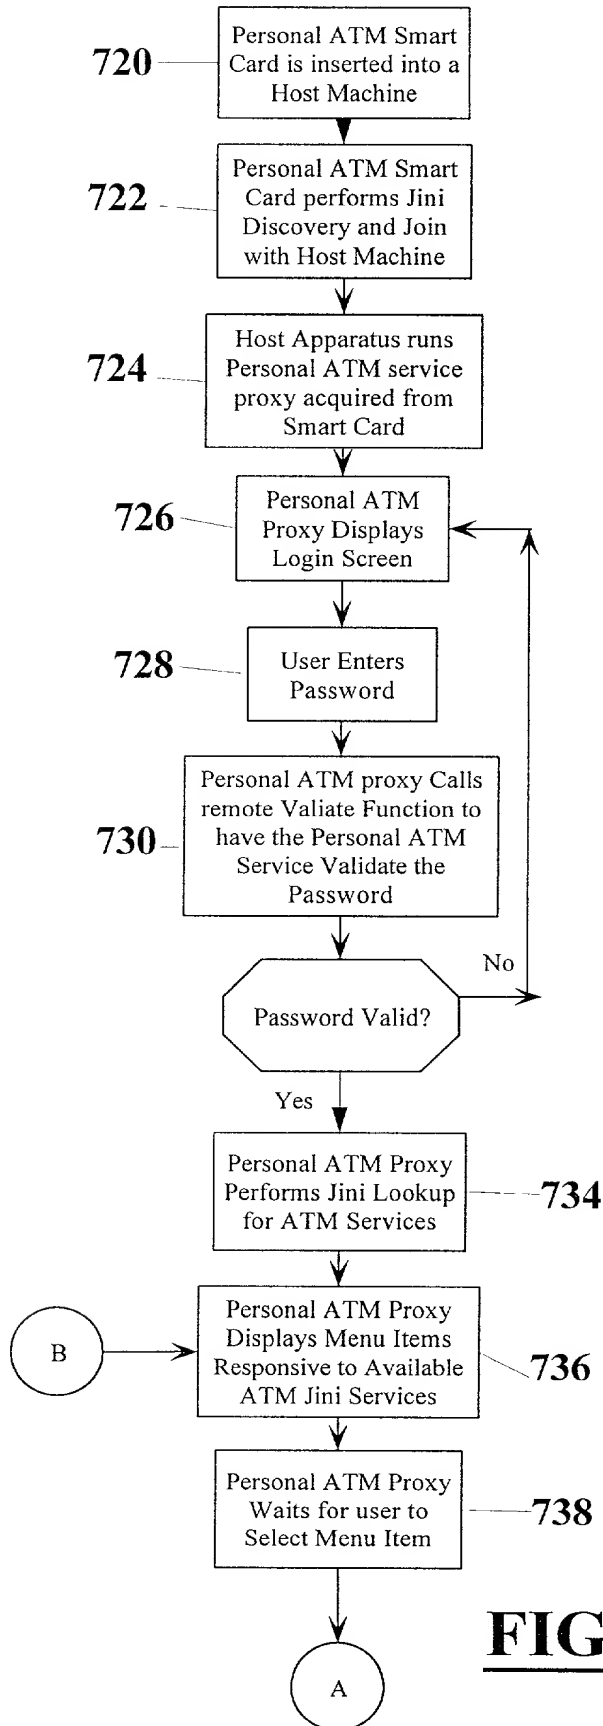 720
Personal ATM Smart
Card is inserted into a
Host Machine
722
Personal ATM Smart
Card performs Jini
Discovery and Join
with Host Machine
724
Host Apparatus runs
Personal ATM service
proxy acquired from
Smart Card
726
Personal ATM
Proxy Displays
Login Screen
728
User Enters
Password
730
Personal ATM proxy Calls
remote Valiate Function to
have the Personal ATM
Service Validate the
Password
No
Password Valid?
Yes
Personal ATM Proxy
Performs Jini Lookup
for ATM Services
734
B
Personal ATM Proxy
Displays Menu Items
Responsive to Available
ATM Jini Services
736
Personal ATM Proxy
Waits for user to
Select Menu Item
738
FIG
A